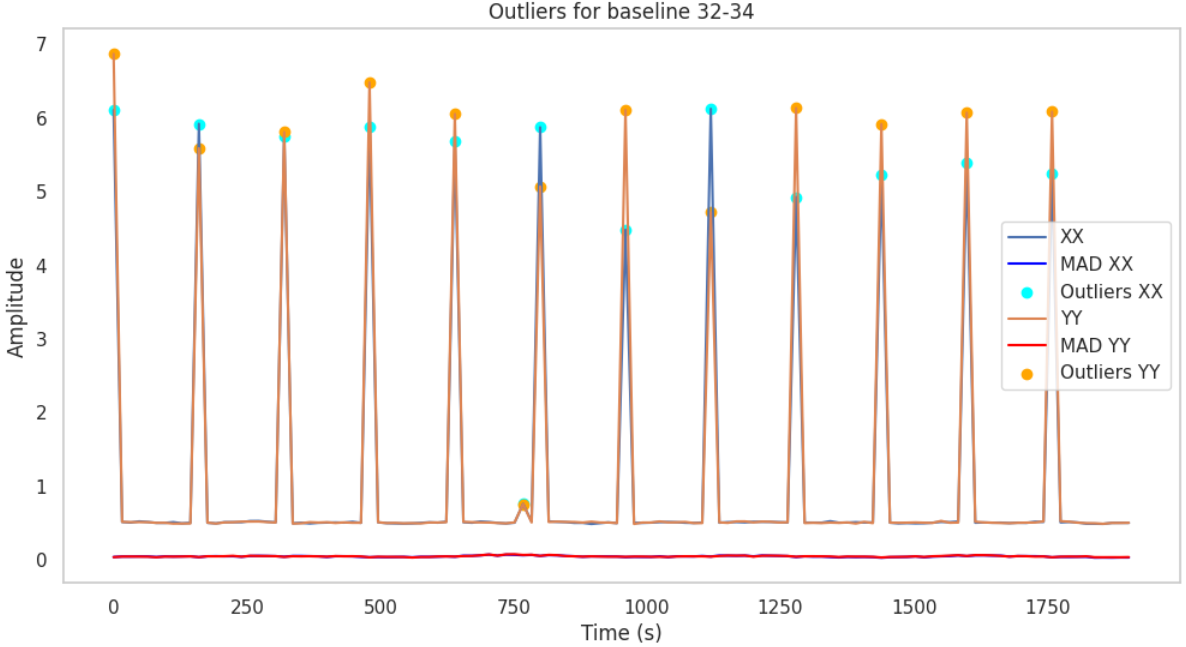 Outliers for baseline 32-34
Amplitude
7
6
5
4
3
2
1
0
XX
MAD XX
Outliers XX
YY
MAD YY
Outliers YY
0 250 500 750 1000 1250 1500 1750
Time (s)